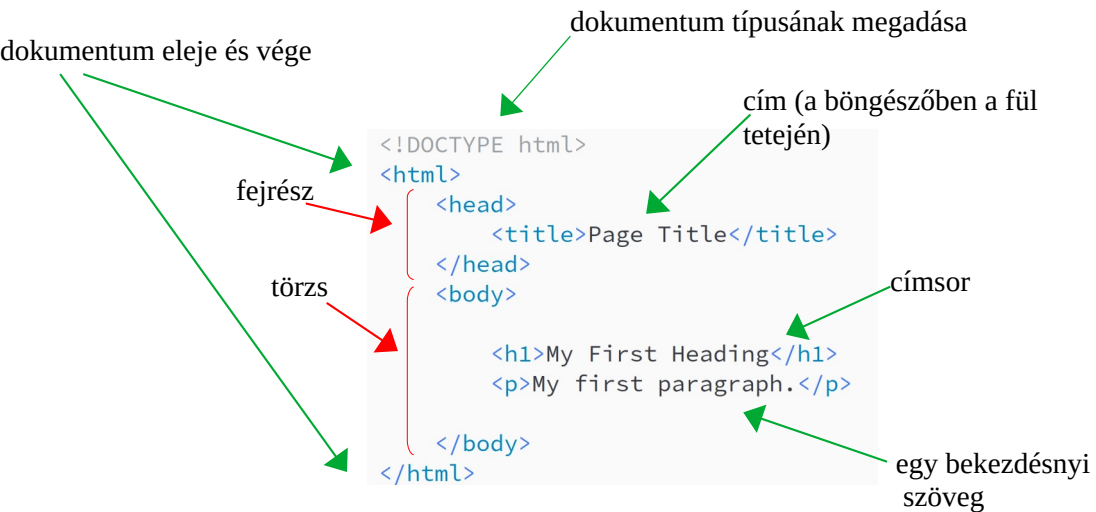 dokumentum típusának megadása
dokumentum eleje és vége
cím (a böngészőben a fül
tetején)
<!DOCTYPE html>
<html>
fejrész
<head>
<title>Page Title</title>
</head>
törzs
<body>
címsor
<h1>My First Heading</h1>
<p>My first paragraph.</p>
</body>
</html>
egy bekezdésnyi
szöveg